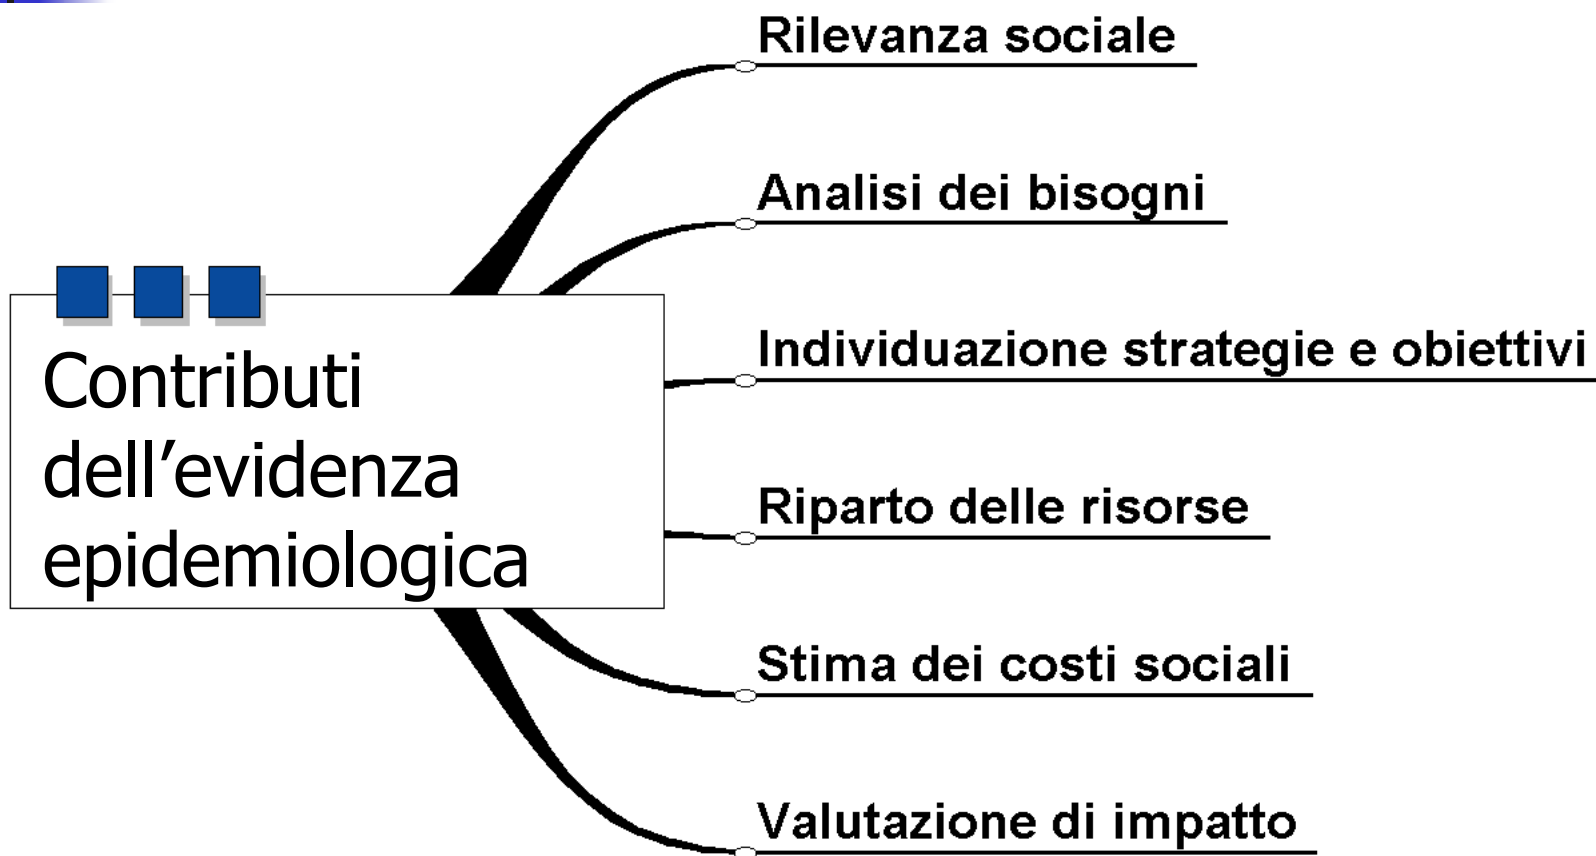 Rilevanza sociale
Analisi dei bisogni
Individuazione strategie e obiettivi
Contributi
dell’evidenza
epidemiologica
Riparto delle risorse
Stima dei costi sociali
Valutazione di impatto